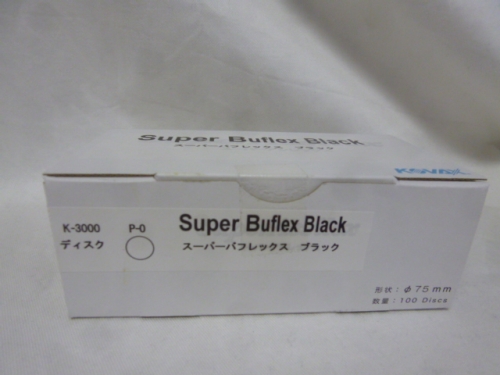 Super Buflex Black
スーパーバフレックス ブラック
K-3000 P-0 Super Buflex Black
ディスク スーパーバフレックス ブラック
形状：φ75mm
数量：100 Discs